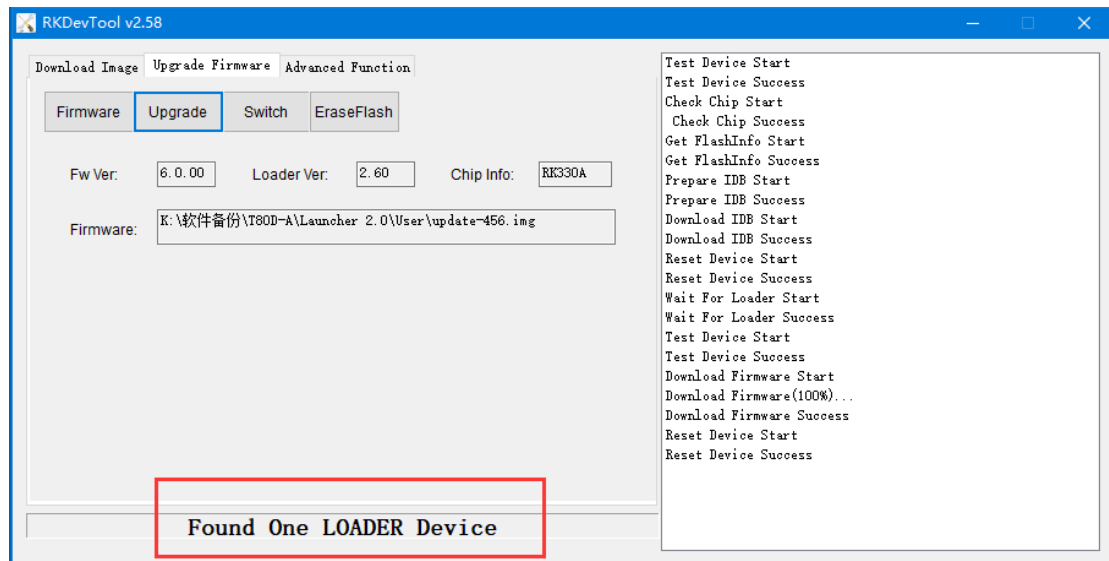 RKDevTool v2.58
Download Image Upgrade Firmware Advanced Function
Firmware Upgrade Switch EraseFlash
Fw Ver: 6.0.00 Loader Ver: 2.60 Chip Info: RK330A
Firmware: K:\软件备份\T80D-A\Launcher 2.0\User\update-456.img
Found One LOADER Device
Test Device Start
Test Device Success
Check Chip Start
Check Chip Success
Get FlashInfo Start
Get FlashInfo Success
Prepare IDB Start
Prepare IDB Success
Download IDB Start
Download IDB Success
Reset Device Start
Reset Device Success
Wait For Loader Start
Wait For Loader Success
Test Device Start
Test Device Success
Download Firmware Start
Download Firmware(100%)...
Download Firmware Success
Reset Device Start
Reset Device Success